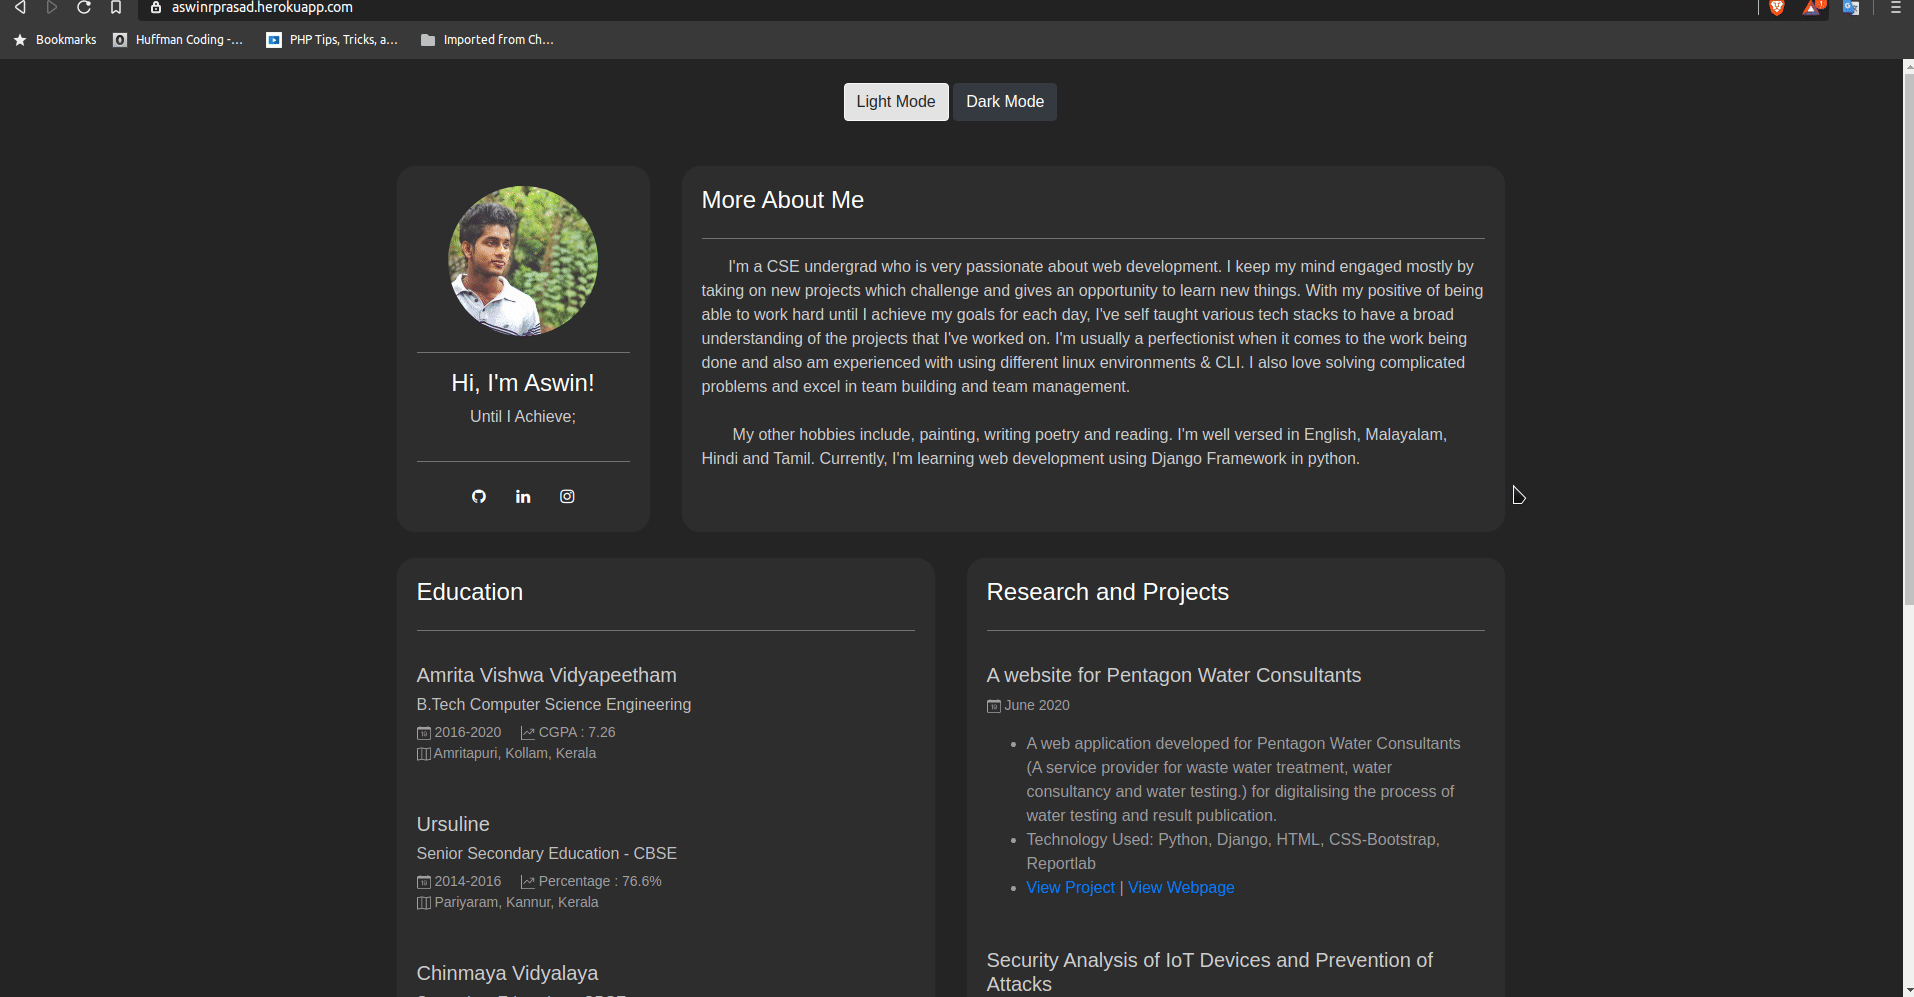 aswinrprasad.herokuapp.com
1
Bookmarks
Huffman Coding -...
PHP Tips, Tricks, a...
Imported from Ch...
Light Mode
Dark Mode
More About Me
I'm a CSE undergrad who is very passionate about web development. I keep my mind engaged mostly by
taking on new projects which challenge and gives an opportunity to learn new things. With my positive of being
able to work hard until I achieve my goals for each day, I've self taught various tech stacks to have a broad
understanding of the projects that I've worked on. I'm usually a perfectionist when it comes to the work being
done and also am experienced with using different linux environments & CLI. I also love solving complicated
problems and excel in team building and team management.
My other hobbies include, painting, writing poetry and reading. I'm well versed in English, Malayalam,
Hindi and Tamil. Currently, I'm learning web development using Django Framework in python.
Hi, I'm Aswin!
Until I Achieve;
Education
Amrita Vishwa Vidyapeetham
B.Tech Computer Science Engineering
2016-2020 CGPA : 7.26
Amritapuri, Kollam, Kerala
Ursuline
Senior Secondary Education - CBSE
2014-2016 Percentage : 76.6%
Pariyaram, Kannur, Kerala
Chinmaya Vidyalaya
Research and Projects
A website for Pentagon Water Consultants
June 2020
A web application developed for Pentagon Water Consultants
(A service provider for waste water treatment, water
consultancy and water testing.) for digitalising the process of
water testing and result publication.
Technology Used: Python, Django, HTML, CSS-Bootstrap,
Reportlab
View Project | View Webpage
Security Analysis of IoT Devices and Prevention of
Attacks